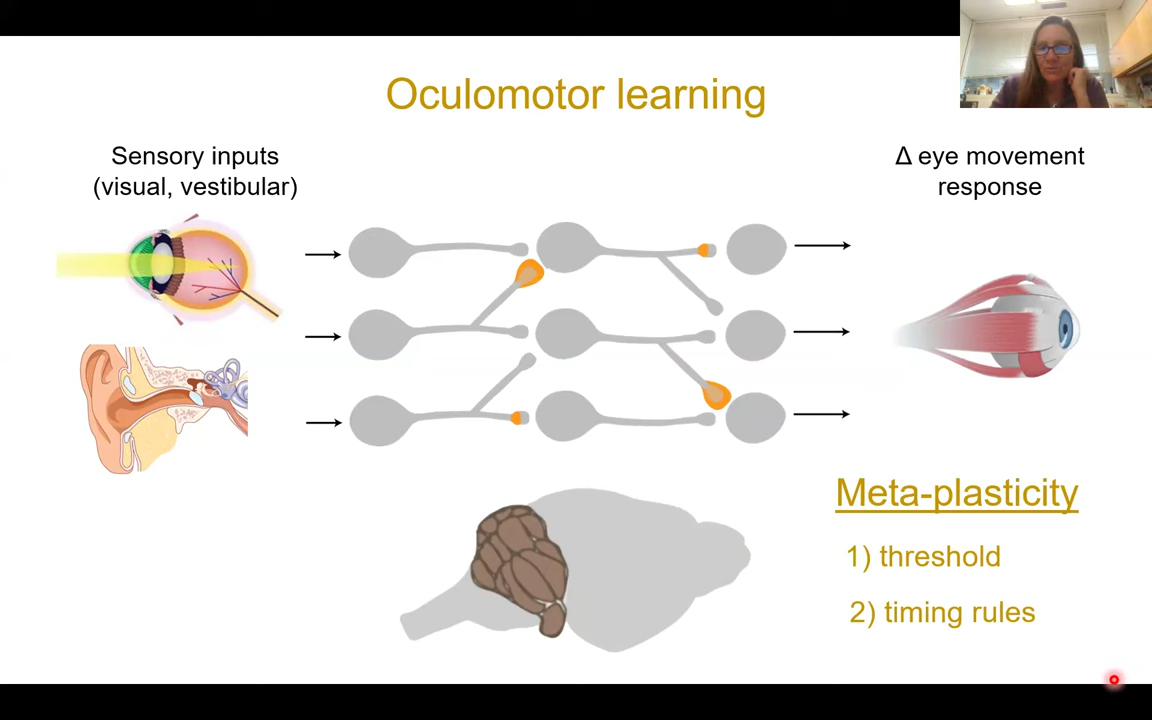 Oculomotor learning
Sensory inputs
(visual, vestibular)
Δ eye movement
response
Meta-plasticity
1) threshold
2) timing rules